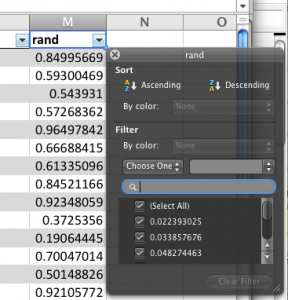 M N O
rand
0.84995669
0.59300469
0.543931
0.57268362
0.96497842
0.66688415
0.61335096
0.84521166
0.92348059
0.3725356
0.19064445
0.70047014
0.50148826
0.92105772
rand
Sort
Ascending Descending
By color: None
Filter
By color: None
Choose One
(Select All)
0.022393025
0.033857676
0.048274463
Clear Filter